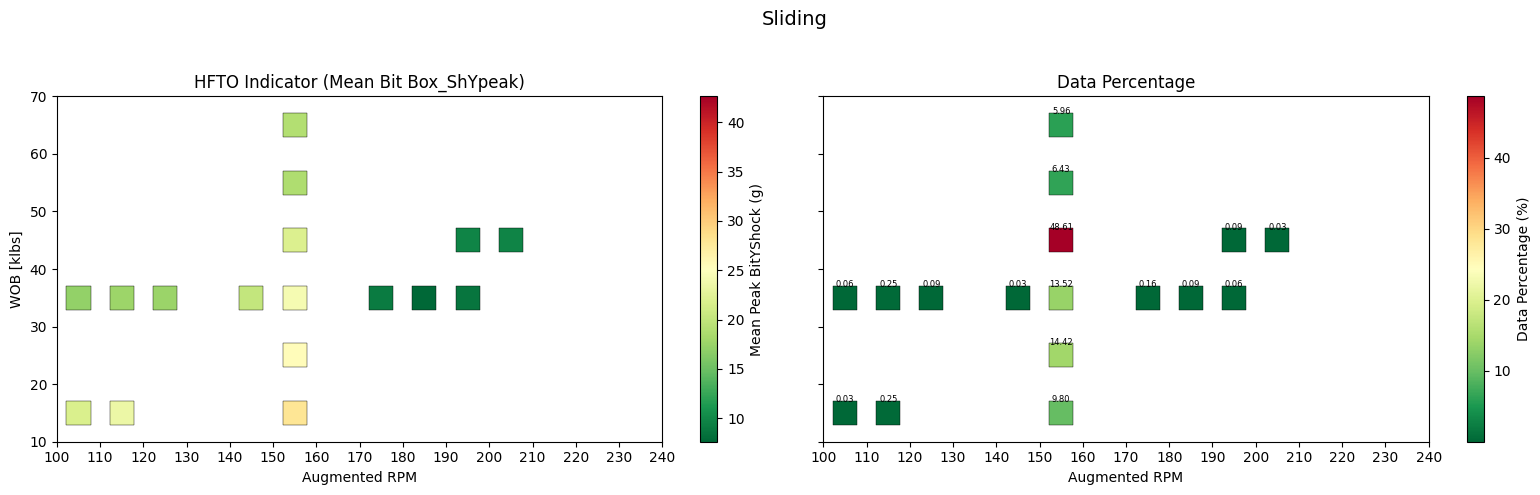 Sliding
HFTO Indicator (Mean Bit Box_ShYpeak)
70
60
50
40
30
20
10
WOB [klbs]
100 110 120 130 140 150 160 170 180 190 200 210 220 230 240
Augmented RPM
40
35
30
25
20
15
10
Mean Peak BitYShock (g)
Data Percentage
5.96
6.43
48.61 0.09 0.03
0.06 0.25 0.09 0.03 13.52 0.16 0.09 0.06
14.42
0.03 0.25 9.80
100 110 120 130 140 150 160 170 180 190 200 210 220 230 240
Augmented RPM
40
30
20
10
Data Percentage (%)